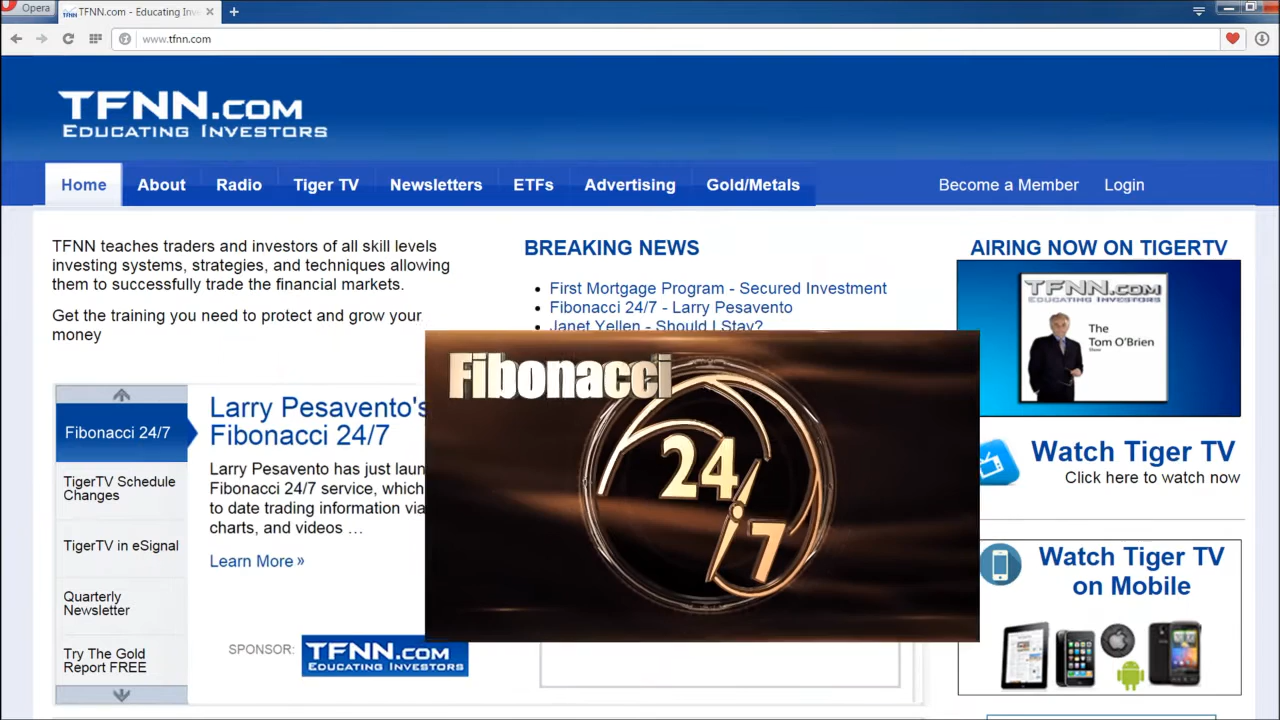 Opera
TFNN.com - Educating Inve
www.tfnn.com
TFNN.COM
EDUCATING INVESTORS
Home
About
Radio
Tiger TV
Newsletters
ETFs
Advertising
Gold/Metals
Become a Member
Login
TFNN teaches traders and investors of all skill levels
investing systems, strategies, and techniques allowing
them to successfully trade the financial markets.
Get the training you need to protect and grow your
money
BREAKING NEWS
First Mortgage Program - Secured Investment
Fibonacci 24/7 - Larry Pesavento
Janet Yellen - Should I Stay?
AIRING NOW ON TIGERTV
TFNN.COM
EDUCATING INVESTORS
The
Tom O'Brien
Show
Fibonacci 24/7
TigerTV Schedule
Changes
TigerTV in eSignal
Quarterly
Newsletter
Try The Gold
Report FREE
Larry Pesavento's
Fibonacci 24/7
Larry Pesavento has just laun
Fibonacci 24/7 service, which
to date trading information via
charts, and videos …
Learn More »
SPONSOR:
TFNN.COM
EDUCATING INVESTORS
Fibonacci
24
7
Watch Tiger TV
Click here to watch now
Watch Tiger TV
on Mobile